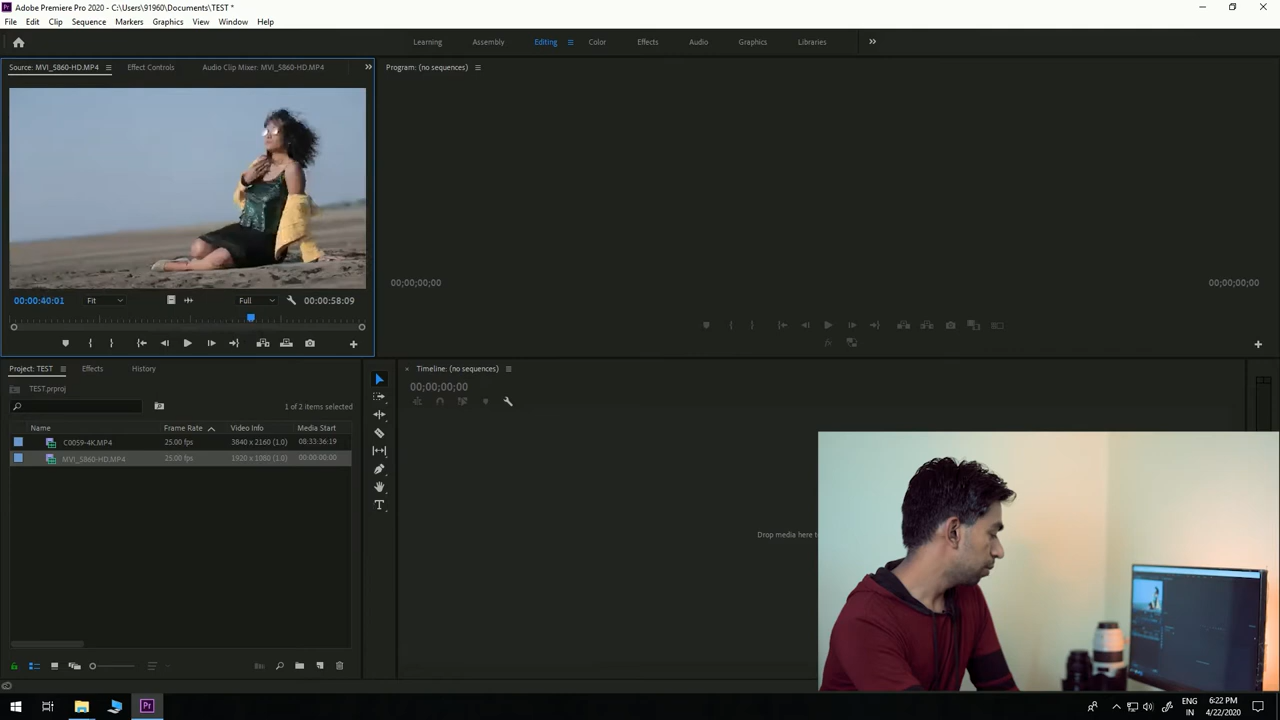 Adobe Premiere Pro 2020 - C:\Users\91960\Documents\TEST *
File Edit Clip Sequence Markers Graphics View Window Help
Learning Assembly Editing Color Effects Audio Graphics Libraries
Source: MVI_5860-HD.MP4 Effect Controls Audio Clip Mixer: MVI_5860-HD.MP4
Program: (no sequences)
00;00;00;00 00;00;00;00
00:00:40:01 Fit Full 00:00:58:09
Project: TEST Effects History
TEST.prproj
1 of 2 items selected
Name Frame Rate Video Info Media Start
C0059-4K.MP4 25.00 fps 3840 x 2160 (1.0) 08:33:36:19
MVI_5860-HD.MP4 25.00 fps 1920 x 1080 (1.0) 00:00:00:00
Timeline: (no sequences)
00;00;00;00
Drop media here
ENG
IN
6:22 PM
4/22/2020